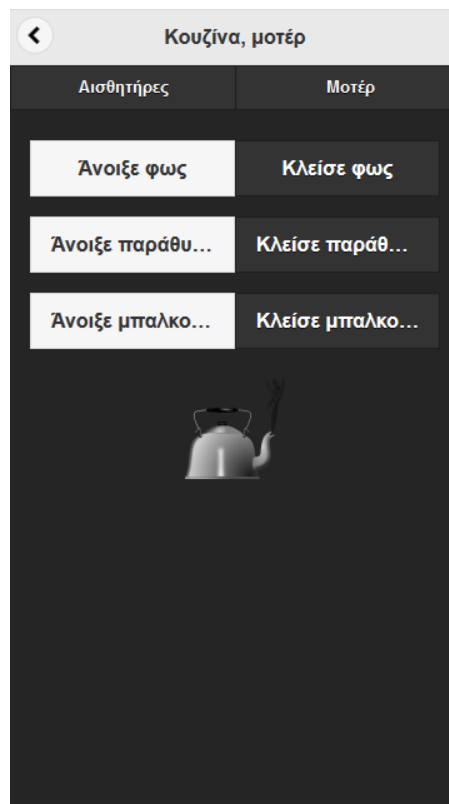 Κουζίνα, μοτέρ
Αισθητήρες Μοτέρ
Άνοιξε φως Κλείσε φως
Άνοιξε παράθυ... Κλείσε παράθ...
Άνοιξε μπαλκο... Κλείσε μπαλκο...